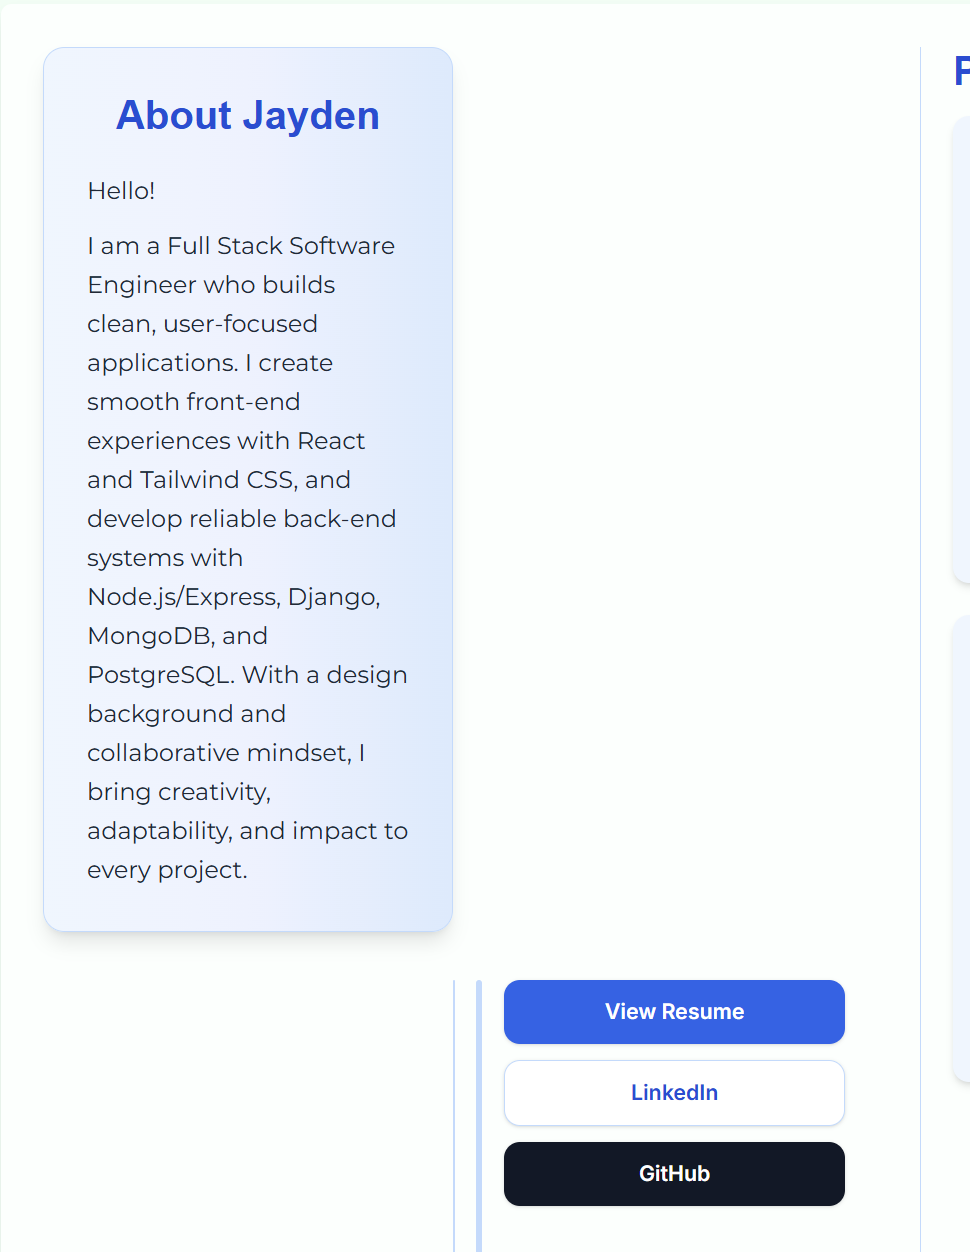 About Jayden
Hello!
I am a Full Stack Software
Engineer who builds
clean, user-focused
applications. I create
smooth front-end
experiences with React
and Tailwind CSS, and
develop reliable back-end
systems with
Node.js/Express, Django,
MongoDB, and
PostgreSQL. With a design
background and
collaborative mindset, I
bring creativity,
adaptability, and impact to
every project.
View Resume
LinkedIn
GitHub